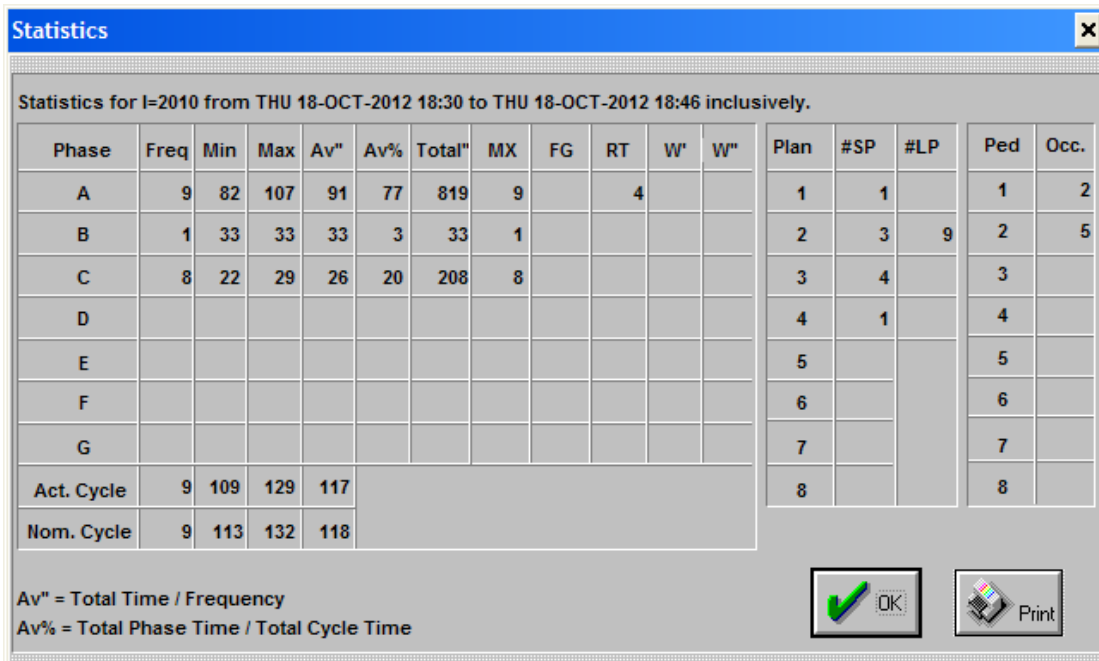 Statistics
Statistics for I=2010 from THU 18-OCT-2012 18:30 to THU 18-OCT-2012 18:46 inclusively.
Phase Freq Min Max Av" Av% Total" MX FG RT W' W" Plan #SP #LP Ped Occ.
A 9 82 107 91 77 819 9 4 1 1 1 2
B 1 33 33 33 3 33 1 2 3 9 2 5
C 8 22 29 26 20 208 8 3 4 3
D 4 1 4
E 5 5
F 6 6
G 7 7
Act. Cycle 9 109 129 117 8 8
Nom. Cycle 9 113 132 118
Av" = Total Time / Frequency
Av% = Total Phase Time / Total Cycle Time
OK Print